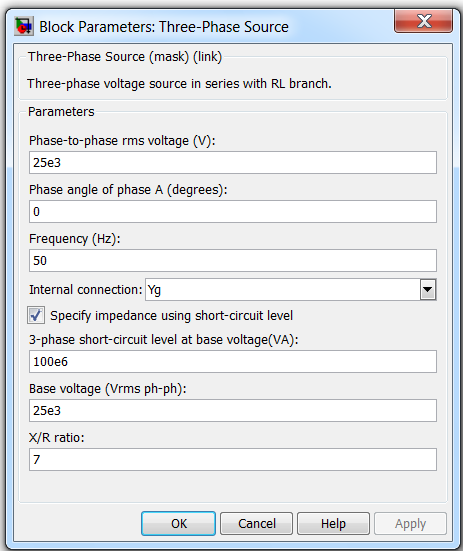 Block Parameters: Three-Phase Source
Three-Phase Source (mask) (link)
Three-phase voltage source in series with RL branch.
Parameters
Phase-to-phase rms voltage (V):
25e3
Phase angle of phase A (degrees):
0
Frequency (Hz):
50
Internal connection: Yg
Specify impedance using short-circuit level
3-phase short-circuit level at base voltage(VA):
100e6
Base voltage (Vrms ph-ph):
25e3
X/R ratio:
7
OK Cancel Help Apply